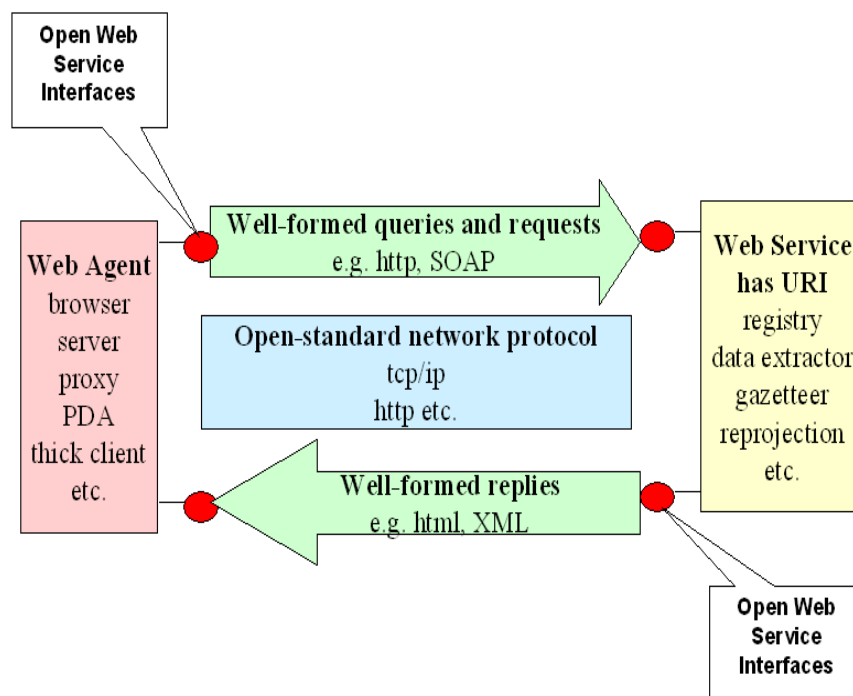 Open Web
Service
Interfaces
Well-formed queries and requests
e.g. http, SOAP
Web Agent
browser
server
proxy
PDA
thick client
etc.
Open-standard network protocol
tcp/ip
http etc.
Web Service
has URI
registry
data extractor
gazetteer
reprojection
etc.
Well-formed replies
e.g. html, XML
Open Web
Service
Interfaces